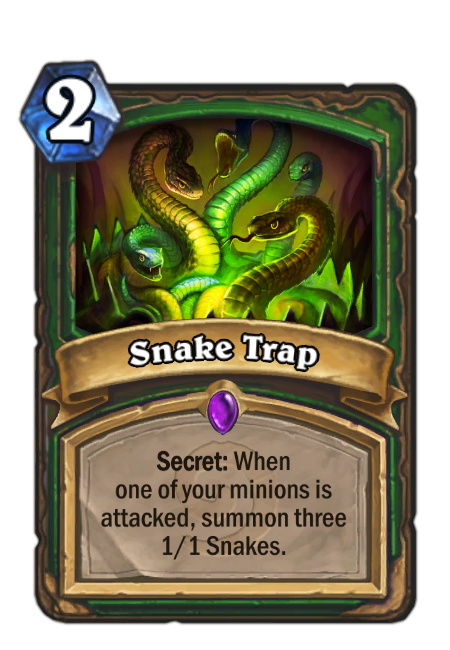 2
Snake Trap
Secret: When
one of your minions is
attacked, summon three
1/1 Snakes.